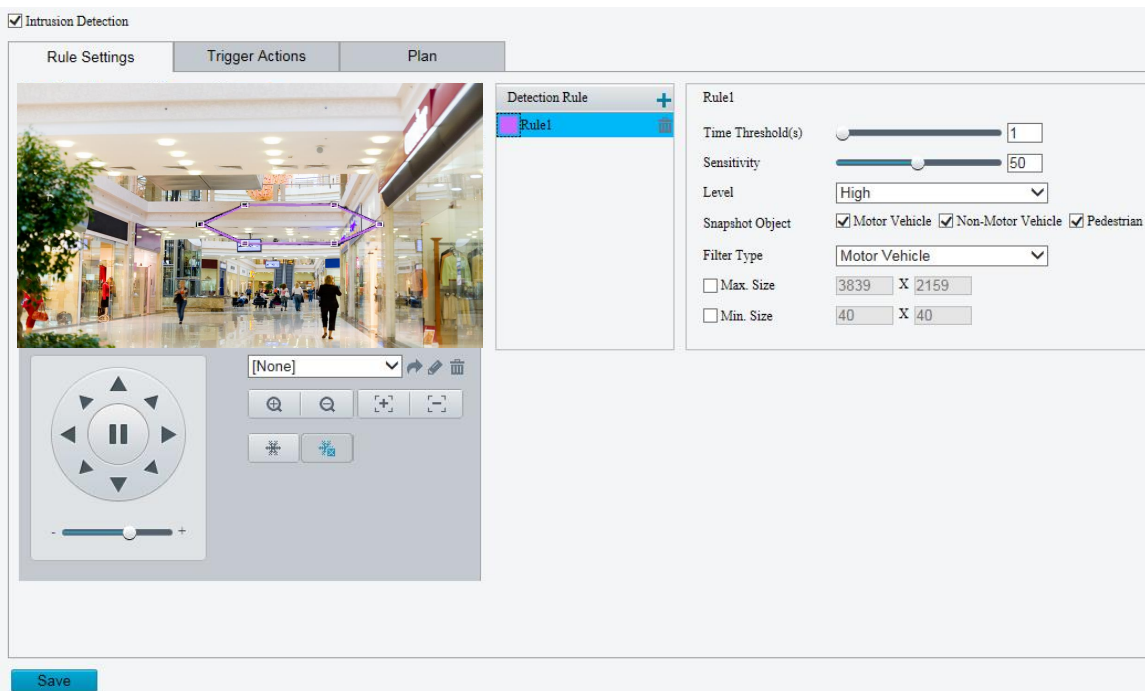 Intrusion Detection
Rule Settings
Trigger Actions
Plan
Detection Rule
Rule1
Rule1
Time Threshold(s) 1
Sensitivity 50
Level High
Snapshot Object Motor Vehicle Non-Motor Vehicle Pedestrian
Filter Type Motor Vehicle
Max. Size 3839 X 2159
Min. Size 40 X 40
[None]
- +
Save